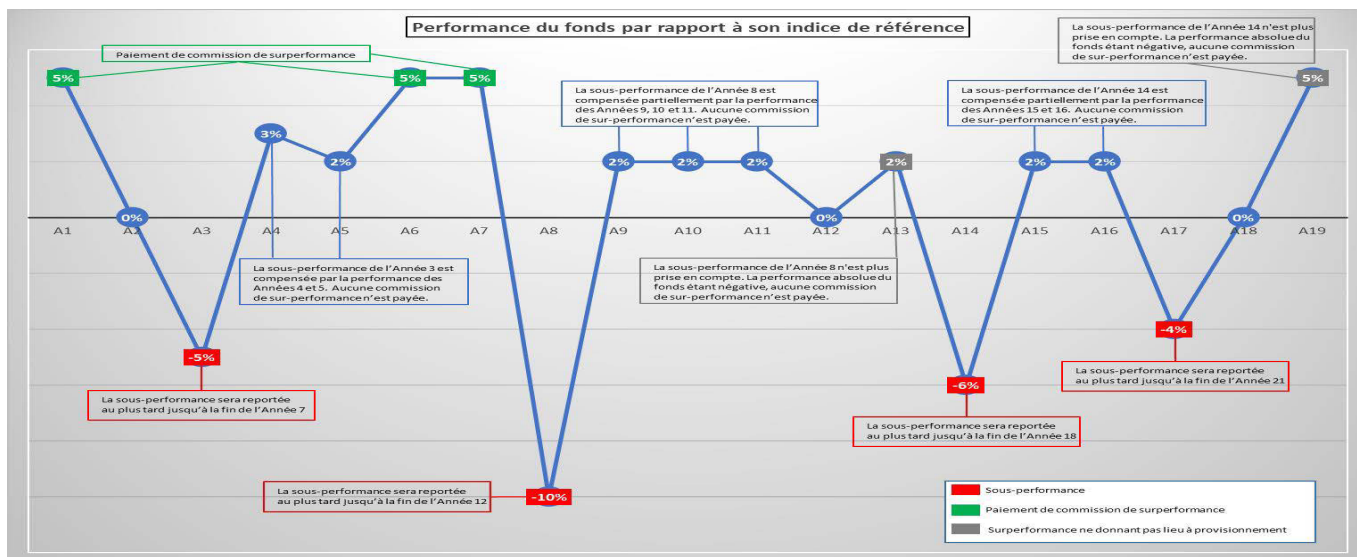 Performance du fonds par rapport à son indice de référence
La sous-performance de l'Année 14 n'est plus
prise en compte. La performance absolue du
fonds étant négative, aucune commission
de sur-performance n'est payée.
Paiement de commission de surperformance
5%
5%
5%
5%
La sous-performance de l'Année 8 est
compensée partiellement par la performance
des Années 9, 10 et 11. Aucune commission
de sur-performance n'est payée.
La sous-performance de l'Année 14 est
compensée partiellement par la performance
des Années 15 et 16. Aucune commission
de sur-performance n'est payée.
3%
2%
2%
2%
2%
2%
2%
2%
0%
0%
0%
A1 A2 A3 A4 A5 A6 A7 A8 A9 A10 A11 A12 A13 A14 A15 A16 A17 A18 A19
La sous-performance de l'Année 3 est
compensée par la performance des
Années 4 et 5. Aucune commission
de sur-performance n'est payée.
La sous-performance de l'Année 8 n'est plus
prise en compte. La performance absolue du
fonds étant négative, aucune commission
de sur-performance n'est payée.
-5%
-4%
-6%
La sous-performance sera reportée
au plus tard jusqu'à la fin de l'Année 7
La sous-performance sera reportée
au plus tard jusqu'à la fin de l'Année 21
La sous-performance sera reportée
au plus tard jusqu'à la fin de l'Année 18
La sous-performance sera reportée
au plus tard jusqu'à la fin de l'Année 12
-10%
Sous-performance
Paiement de commission de surperformance
Surperformance ne donnant pas lieu à provisionnement